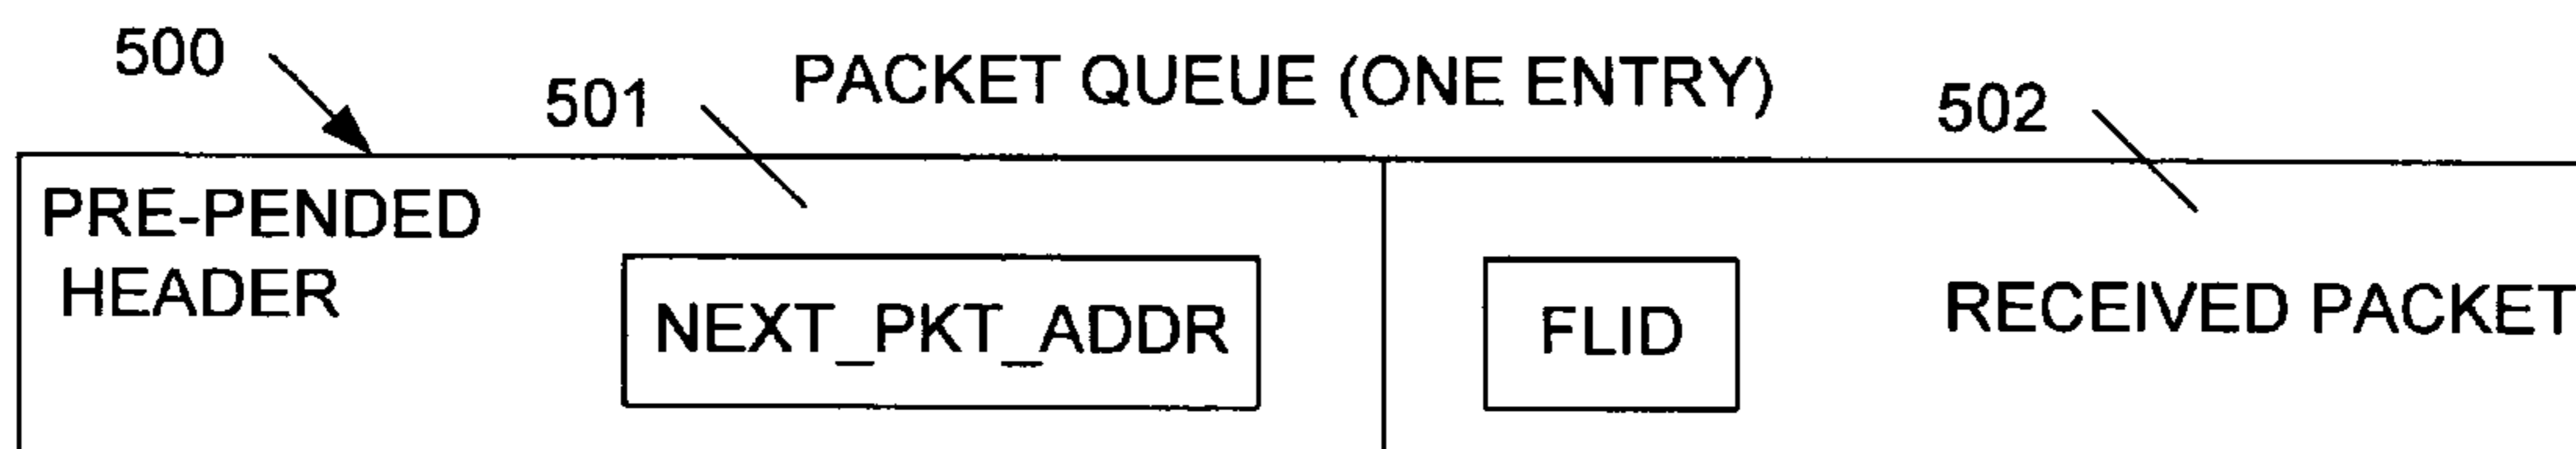 500
501
PACKET QUEUE (ONE ENTRY)
502
PRE-PENDED
HEADER
NEXT_PKT_ADDR
FLID
RECEIVED PACKET